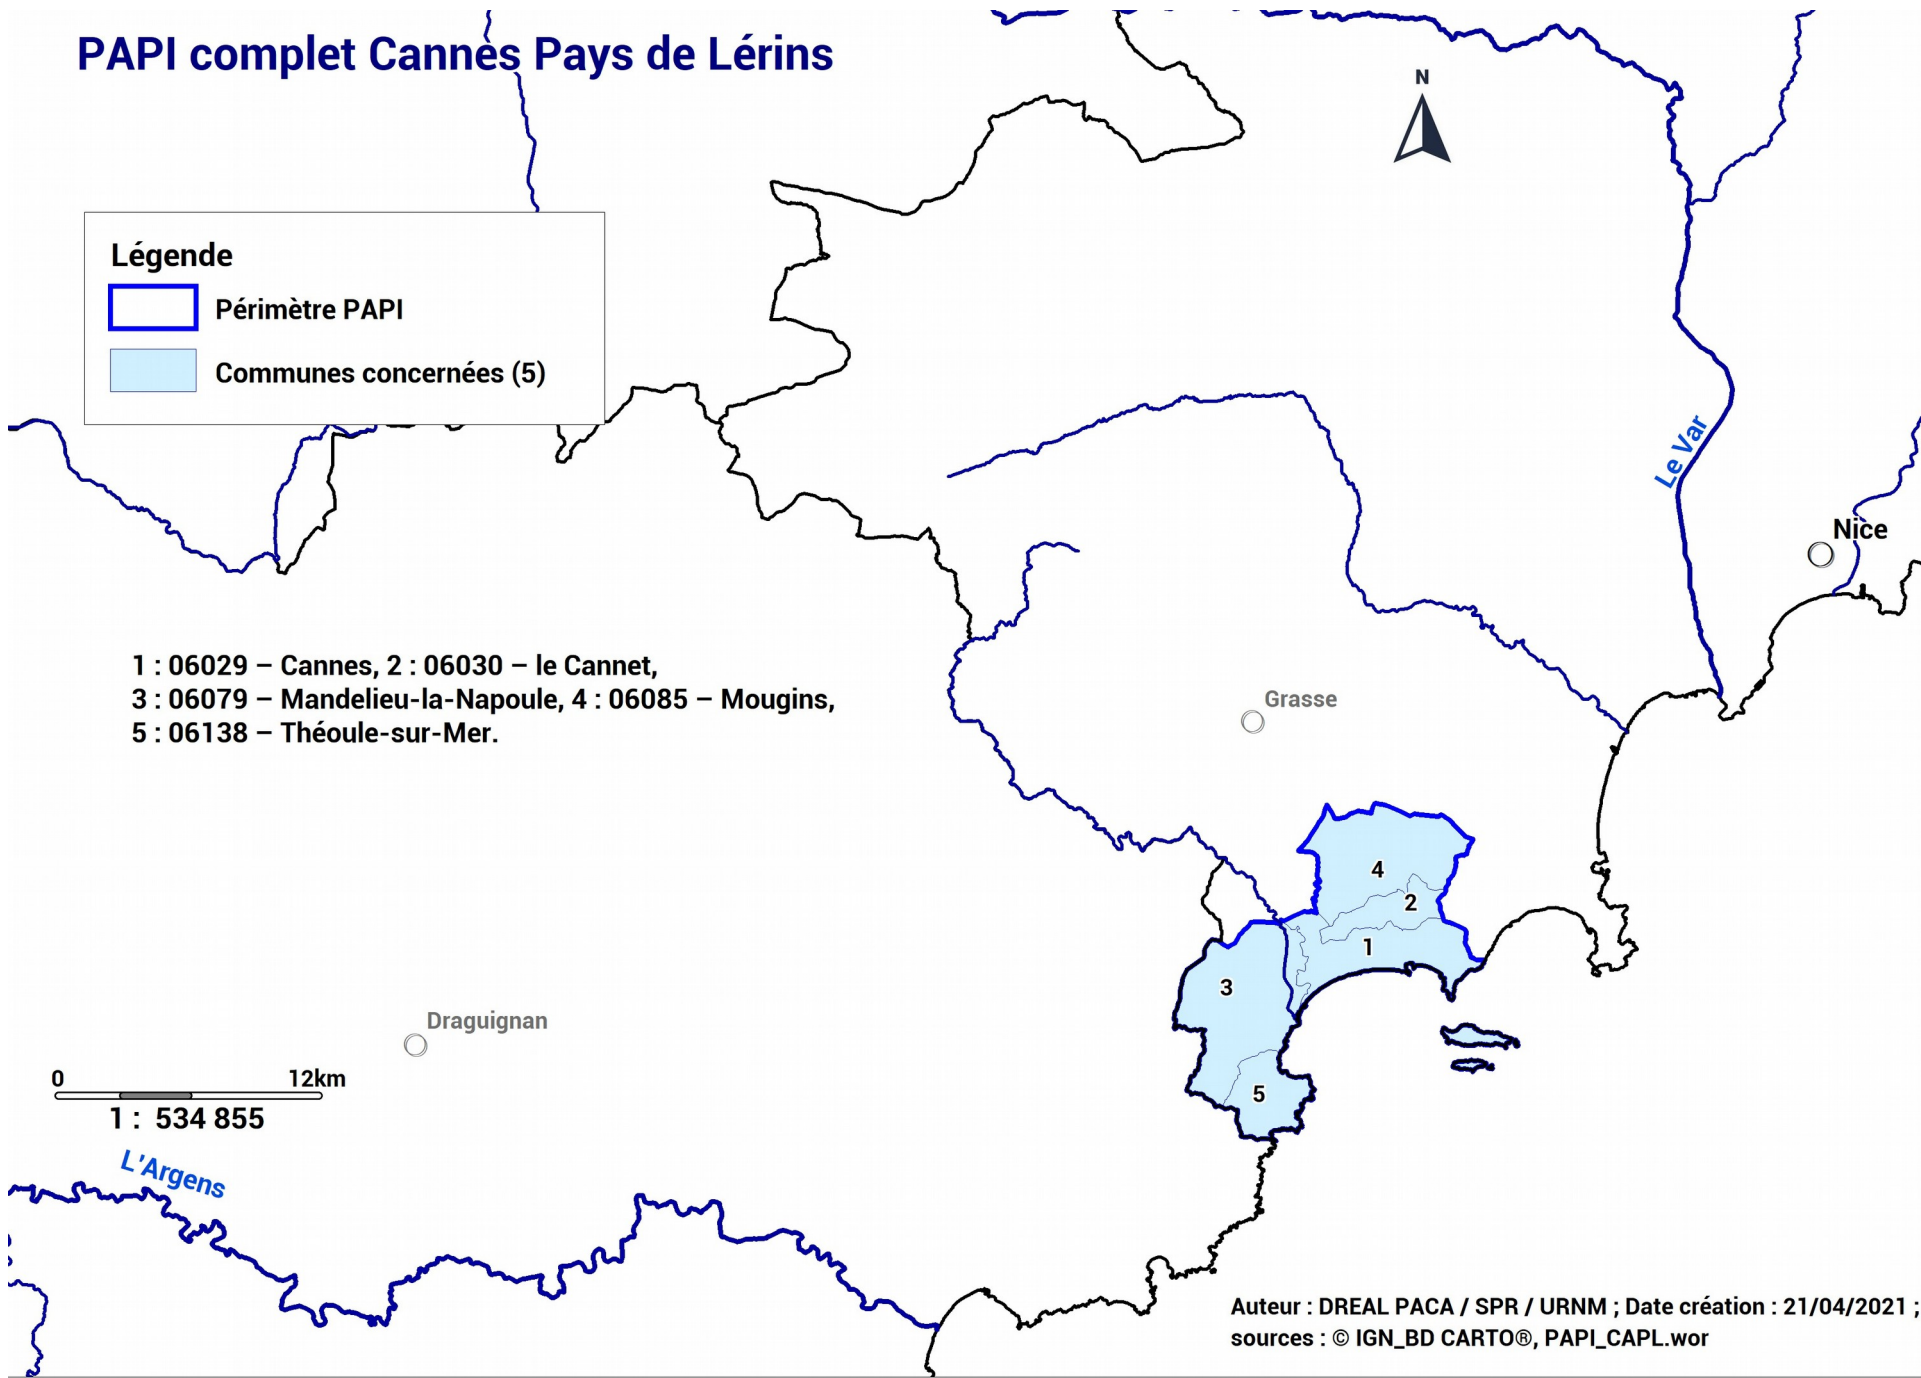 PAPI complet Cannes Pays de Lérins
N
Légende
Périmètre PAPI
Communes concernées (5)
Le Var
Nice
1 : 06029 – Cannes, 2 : 06030 – le Cannet,
3 : 06079 – Mandelieu-la-Napoule, 4 : 06085 – Mougins,
5 : 06138 – Théoule-sur-Mer.
Grasse
4
2
1
3
5
Draguignan
0 12km
1 : 534 855
L'Argens
Auteur : DREAL PACA / SPR / URNM ; Date création : 21/04/2021 ;
sources : © IGN_BD CARTO®, PAPI_CAPL.wor